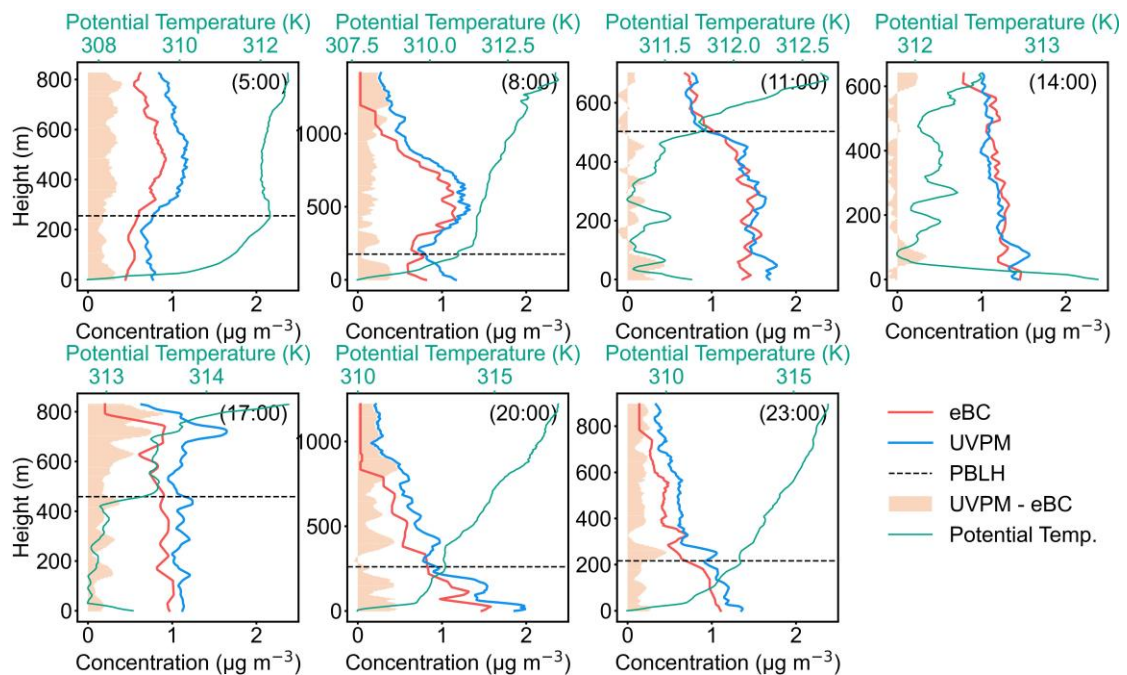 Potential Temperature (K)
308 310 312
(5:00)
Height (m)
800
600
400
200
0
0 1 2
Concentration (μg m⁻³)
Potential Temperature (K)
307.5 310.0 312.5
(8:00)
1000
500
0
0 1 2
Concentration (μg m⁻³)
Potential Temperature (K)
311.5 312.0 312.5
(11:00)
600
400
200
0
0 1 2
Concentration (μg m⁻³)
Potential Temperature (K)
312 313
(14:00)
600
400
200
0
0 1 2
Concentration (μg m⁻³)
Potential Temperature (K)
313 314
(17:00)
Height (m)
800
600
400
200
0
0 1 2
Concentration (μg m⁻³)
Potential Temperature (K)
310 315
(20:00)
1000
500
0
0 1 2
Concentration (μg m⁻³)
Potential Temperature (K)
310 315
(23:00)
800
600
400
200
0
0 1 2
Concentration (μg m⁻³)
eBC
UVPM
PBLH
UVPM - eBC
Potential Temp.